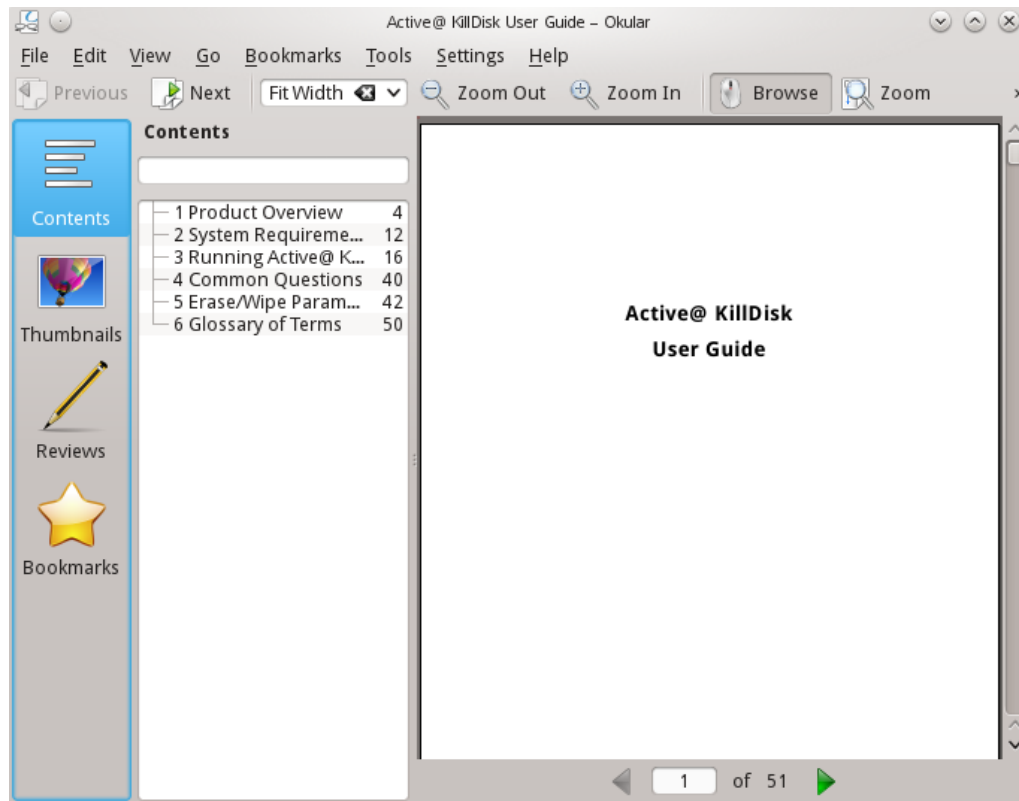 Active@ KillDisk User Guide – Okular
File Edit View Go Bookmarks Tools Settings Help
Previous Next Fit Width Zoom Out Zoom In Browse Zoom
Contents
Thumbnails
Reviews
Bookmarks
Contents
1 Product Overview 4
2 System Requireme... 12
3 Running Active@ K... 16
4 Common Questions 40
5 Erase/Wipe Param... 42
6 Glossary of Terms 50
Active@ KillDisk
User Guide
1 of 51